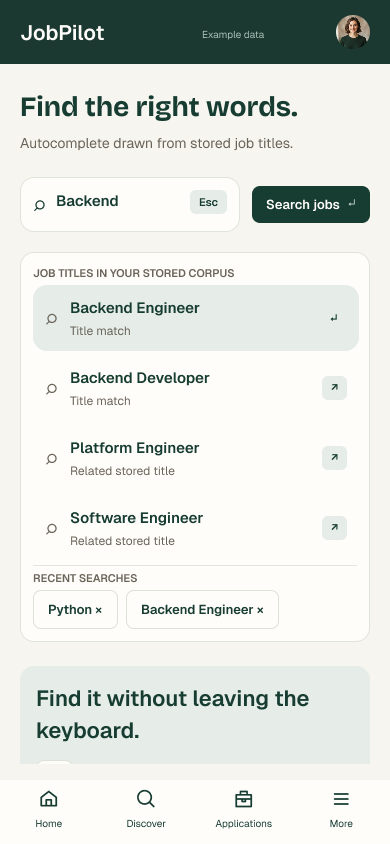 JobPilot
Example data
Find the right words.
Autocomplete drawn from stored job titles.
Backend
Esc
Search jobs ↵
JOB TITLES IN YOUR STORED CORPUS
Backend Engineer
Title match
↵
Backend Developer
Title match
Platform Engineer
Related stored title
Software Engineer
Related stored title
RECENT SEARCHES
Python ×
Backend Engineer ×
Find it without leaving the
keyboard.
Home
Discover
Applications
More